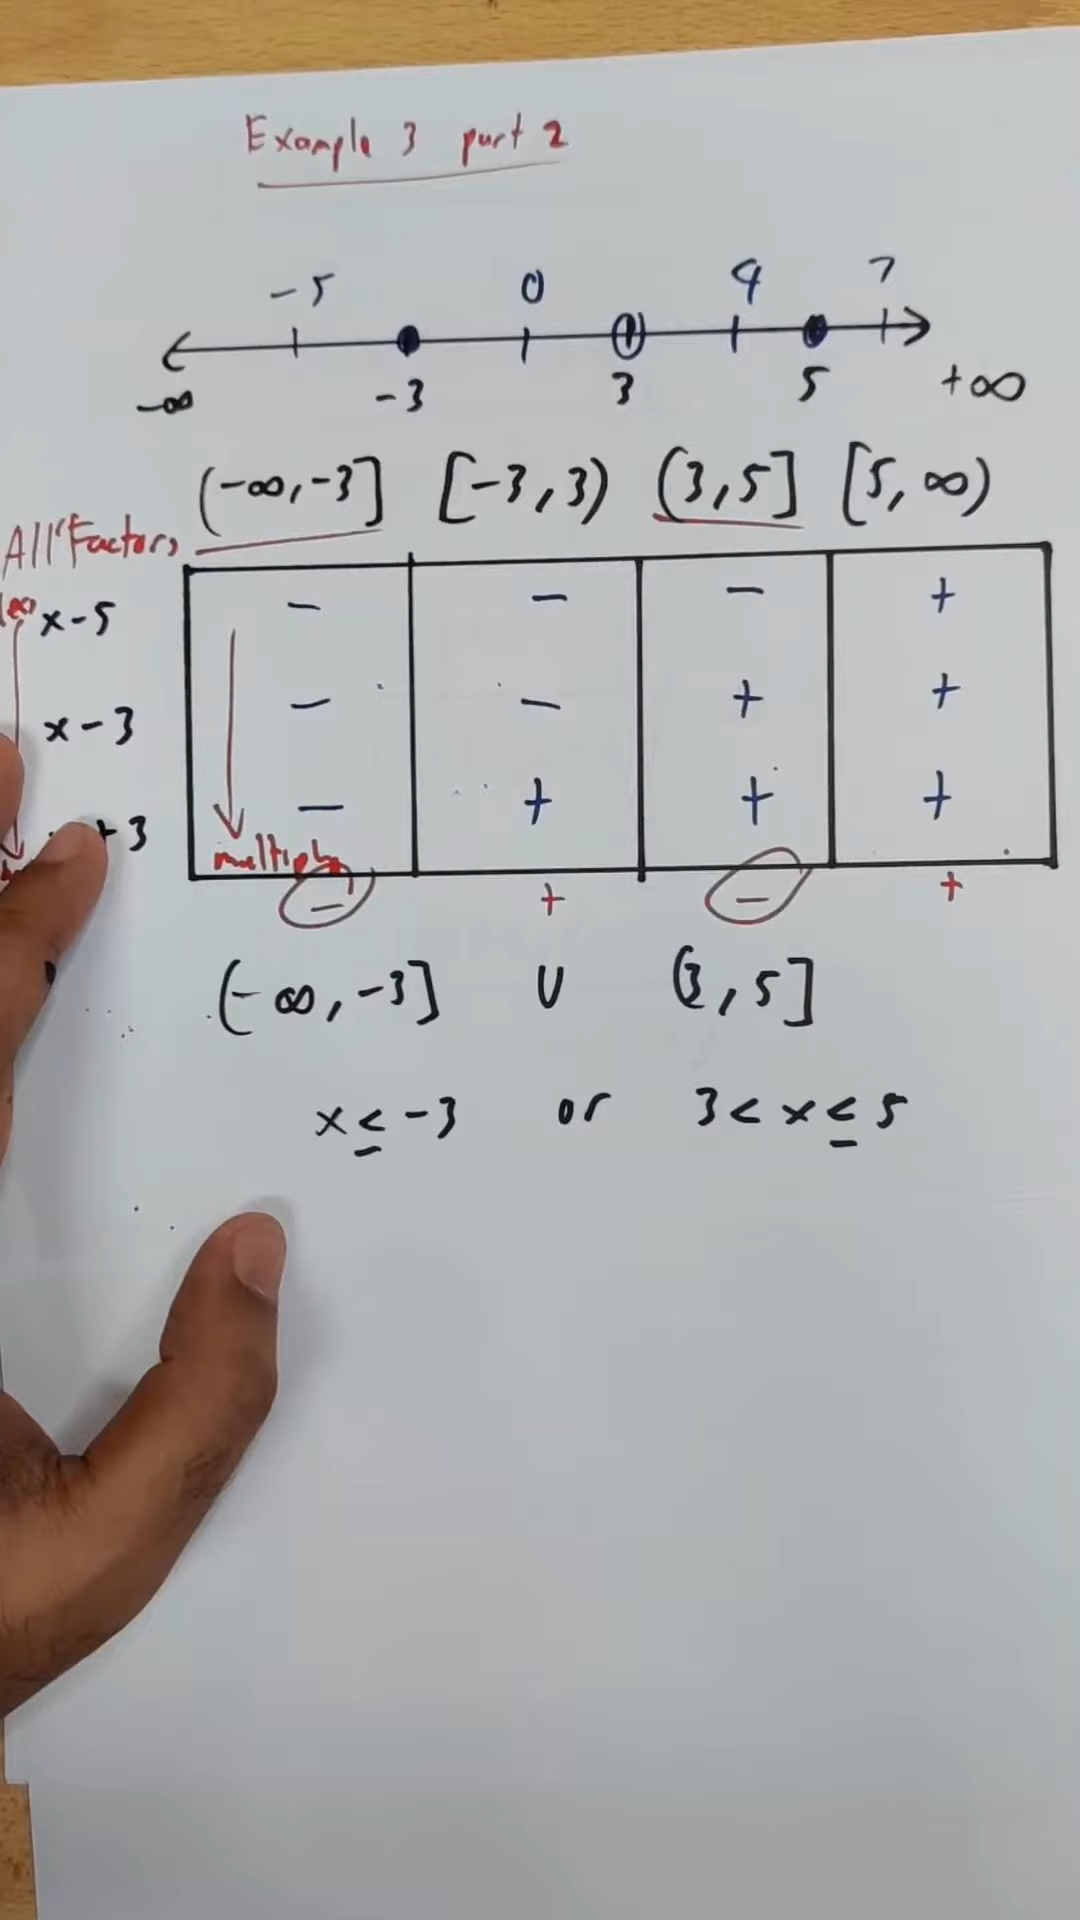 Example 3 part 2
-5 0 4 7
-∞ -3 3 5 +∞
(-∞,-3] [-3,3) (3,5] [5,∞)
All Factors
x-5 - - - +
x-3 - - + +
+3 - + + +
multiply
- + - +
(-∞,-3] ∪ (3,5]
x≤-3 or 3<x≤5